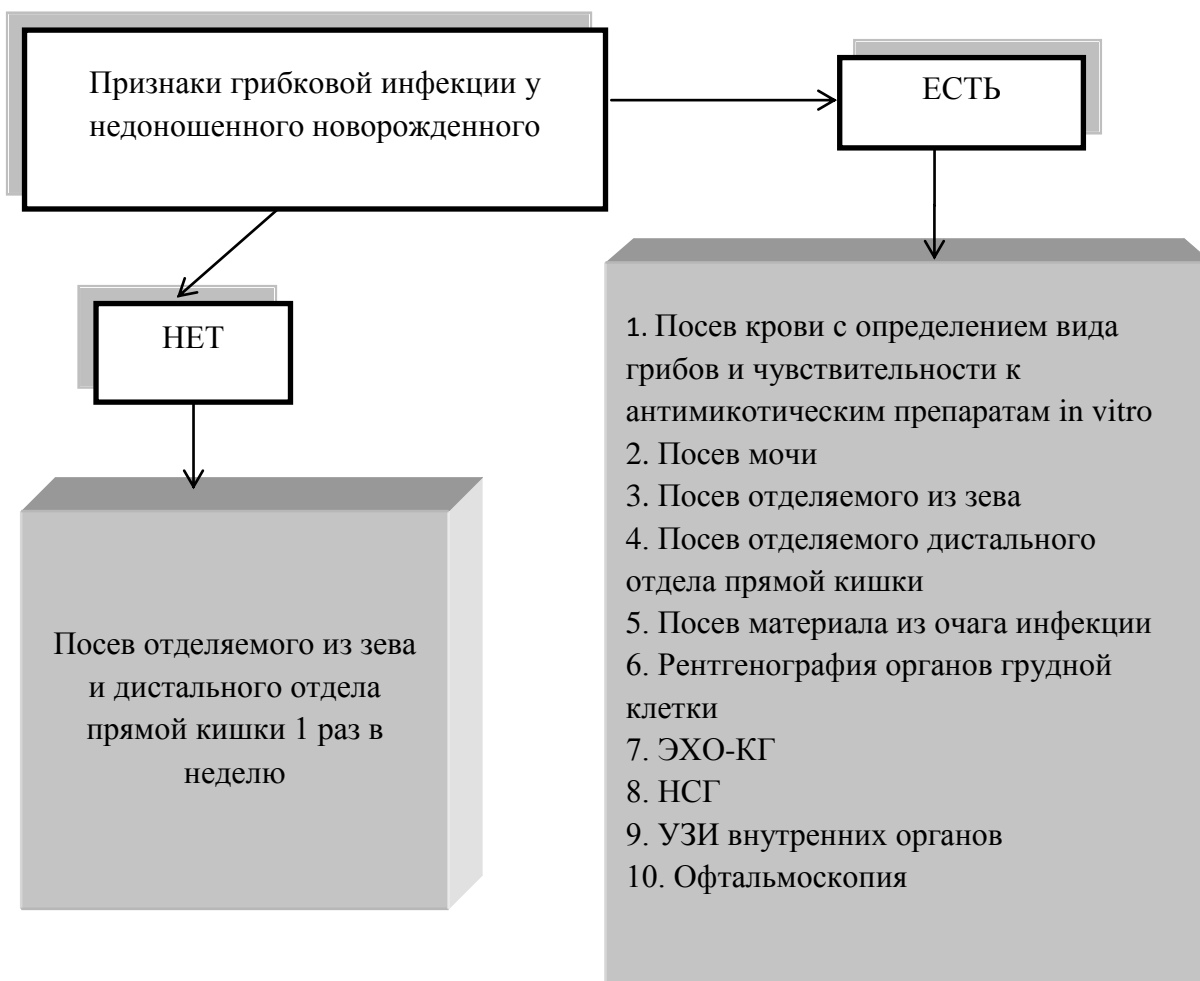 Признаки грибковой инфекции у
недоношенного новорожденного
ЕСТЬ
НЕТ
Посев отделяемого из зева
и дистального отдела
прямой кишки 1 раз в
неделю
1. Посев крови с определением вида
грибов и чувствительности к
антимикотическим препаратам in vitro
2. Посев мочи
3. Посев отделяемого из зева
4. Посев отделяемого дистального
отдела прямой кишки
5. Посев материала из очага инфекции
6. Рентгенография органов грудной
клетки
7. ЭХО-КГ
8. НСГ
9. УЗИ внутренних органов
10. Офтальмоскопия